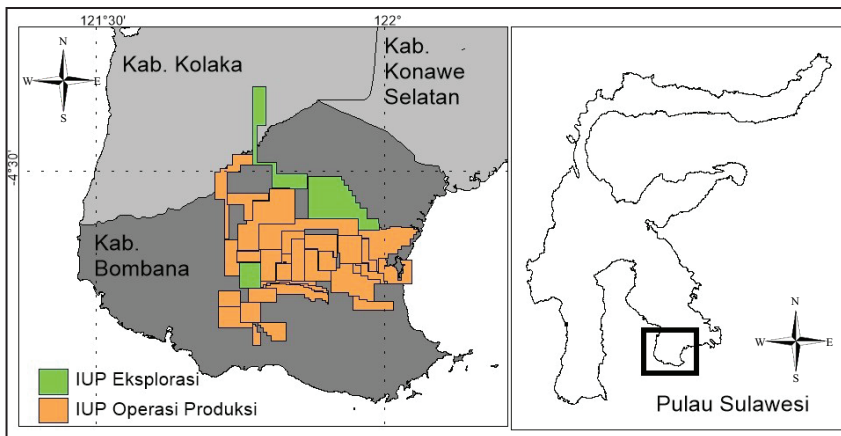 121°30'
122°
N
W E
S
Kab. Kolaka
Kab.
Konawe
Selatan
-4°30'
Kab.
Bombana
IUP Eksplorasi
IUP Operasi Produksi
N
W E
S
Pulau Sulawesi